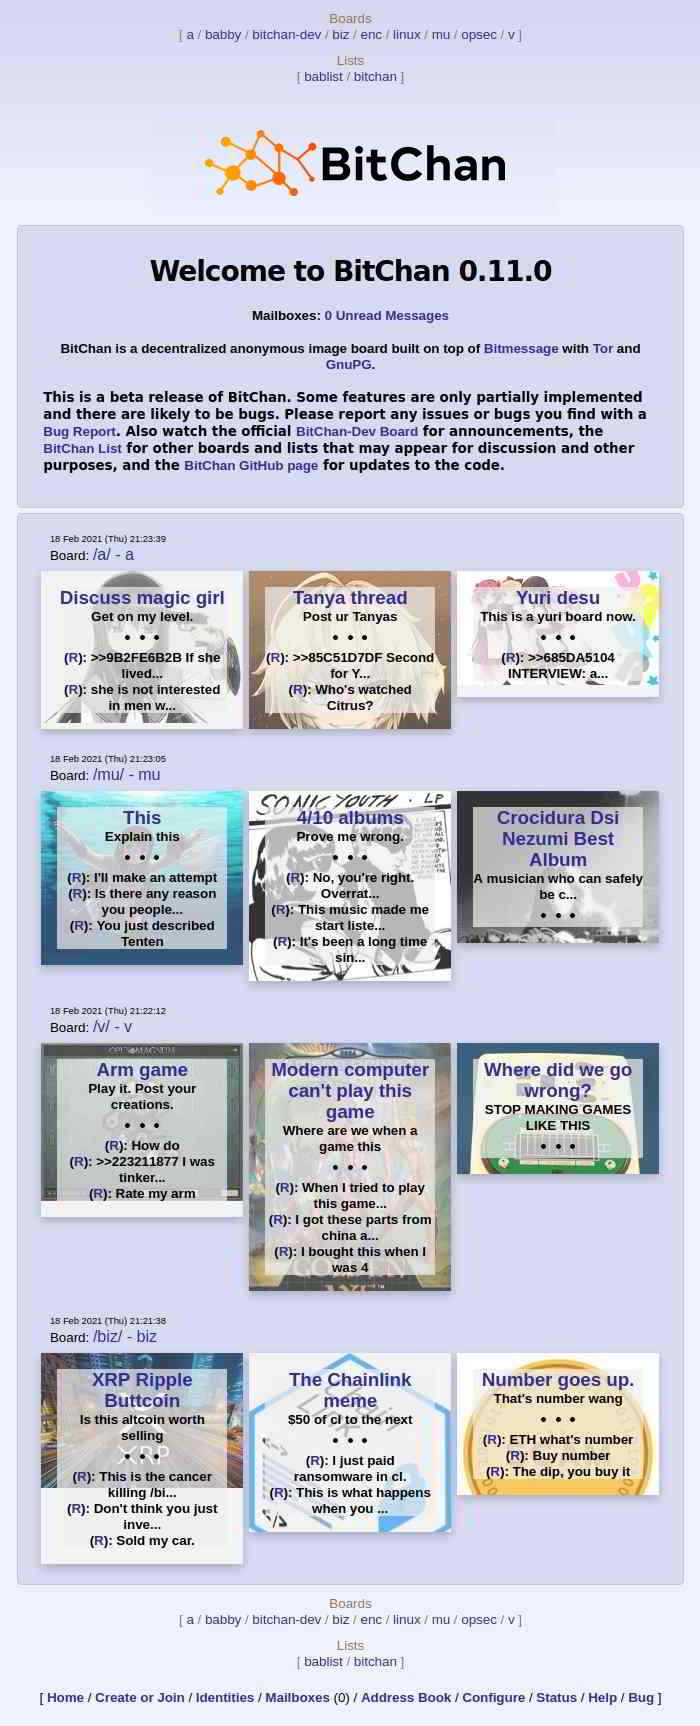 Boards
[ a / babby / bitchan-dev / biz / enc / linux / mu / opsec / v ]
Lists
[ bablist / bitchan ]
BitChan
Welcome to BitChan 0.11.0
Mailboxes: 0 Unread Messages
BitChan is a decentralized anonymous image board built on top of Bitmessage with Tor and
GnuPG.
This is a beta release of BitChan. Some features are only partially implemented
and there are likely to be bugs. Please report any issues or bugs you find with a
Bug Report. Also watch the official BitChan-Dev Board for announcements, the
BitChan List for other boards and lists that may appear for discussion and other
purposes, and the BitChan GitHub page for updates to the code.
18 Feb 2021 (Thu) 21:23:39
Board: /a/ - a
Discuss magic girl
Get on my level.
• • •
(R): >>9B2FE6B2B If she
lived...
(R): she is not interested
in men w...
Tanya thread
Post ur Tanyas
• • •
(R): >>85C51D7DF Second
for Y...
(R): Who's watched
Citrus?
Yuri desu
This is a yuri board now.
• • •
(R): >>685DA5104
INTERVIEW: a...
18 Feb 2021 (Thu) 21:23:05
Board: /mu/ - mu
This
Explain this
• • •
(R): I'll make an attempt
(R): Is there any reason
you people...
(R): You just described
Tenten
SONIC YOUTH · LP
4/10 albums
Prove me wrong.
• • •
(R): No, you're right.
Overrat...
(R): This music made me
start liste...
(R): It's been a long time
sin...
Crocidura Dsi
Nezumi Best
Album
A musician who can safely
be c...
• • •
18 Feb 2021 (Thu) 21:22:12
Board: /v/ - v
Arm game
Play it. Post your
creations.
• • •
(R): How do
(R): >>223211877 I was
tinker...
(R): Rate my arm
Modern computer
can't play this
game
Where are we when a
game this
• • •
(R): When I tried to play
this game...
(R): I got these parts from
china a...
(R): I bought this when I
was 4
Where did we go
wrong?
STOP MAKING GAMES
LIKE THIS
• • •
18 Feb 2021 (Thu) 21:21:38
Board: /biz/ - biz
XRP Ripple
Buttcoin
Is this altcoin worth
selling
• • •
XRP
(R): This is the cancer
killing /bi...
(R): Don't think you just
inve...
(R): Sold my car.
The Chainlink
meme
$50 of cl to the next
• • •
(R): I just paid
ransomware in cl.
(R): This is what happens
when you ...
Number goes up.
That's number wang
• • •
(R): ETH what's number
(R): Buy number
(R): The dip, you buy it
Boards
[ a / babby / bitchan-dev / biz / enc / linux / mu / opsec / v ]
Lists
[ bablist / bitchan ]
[ Home / Create or Join / Identities / Mailboxes (0) / Address Book / Configure / Status / Help / Bug ]